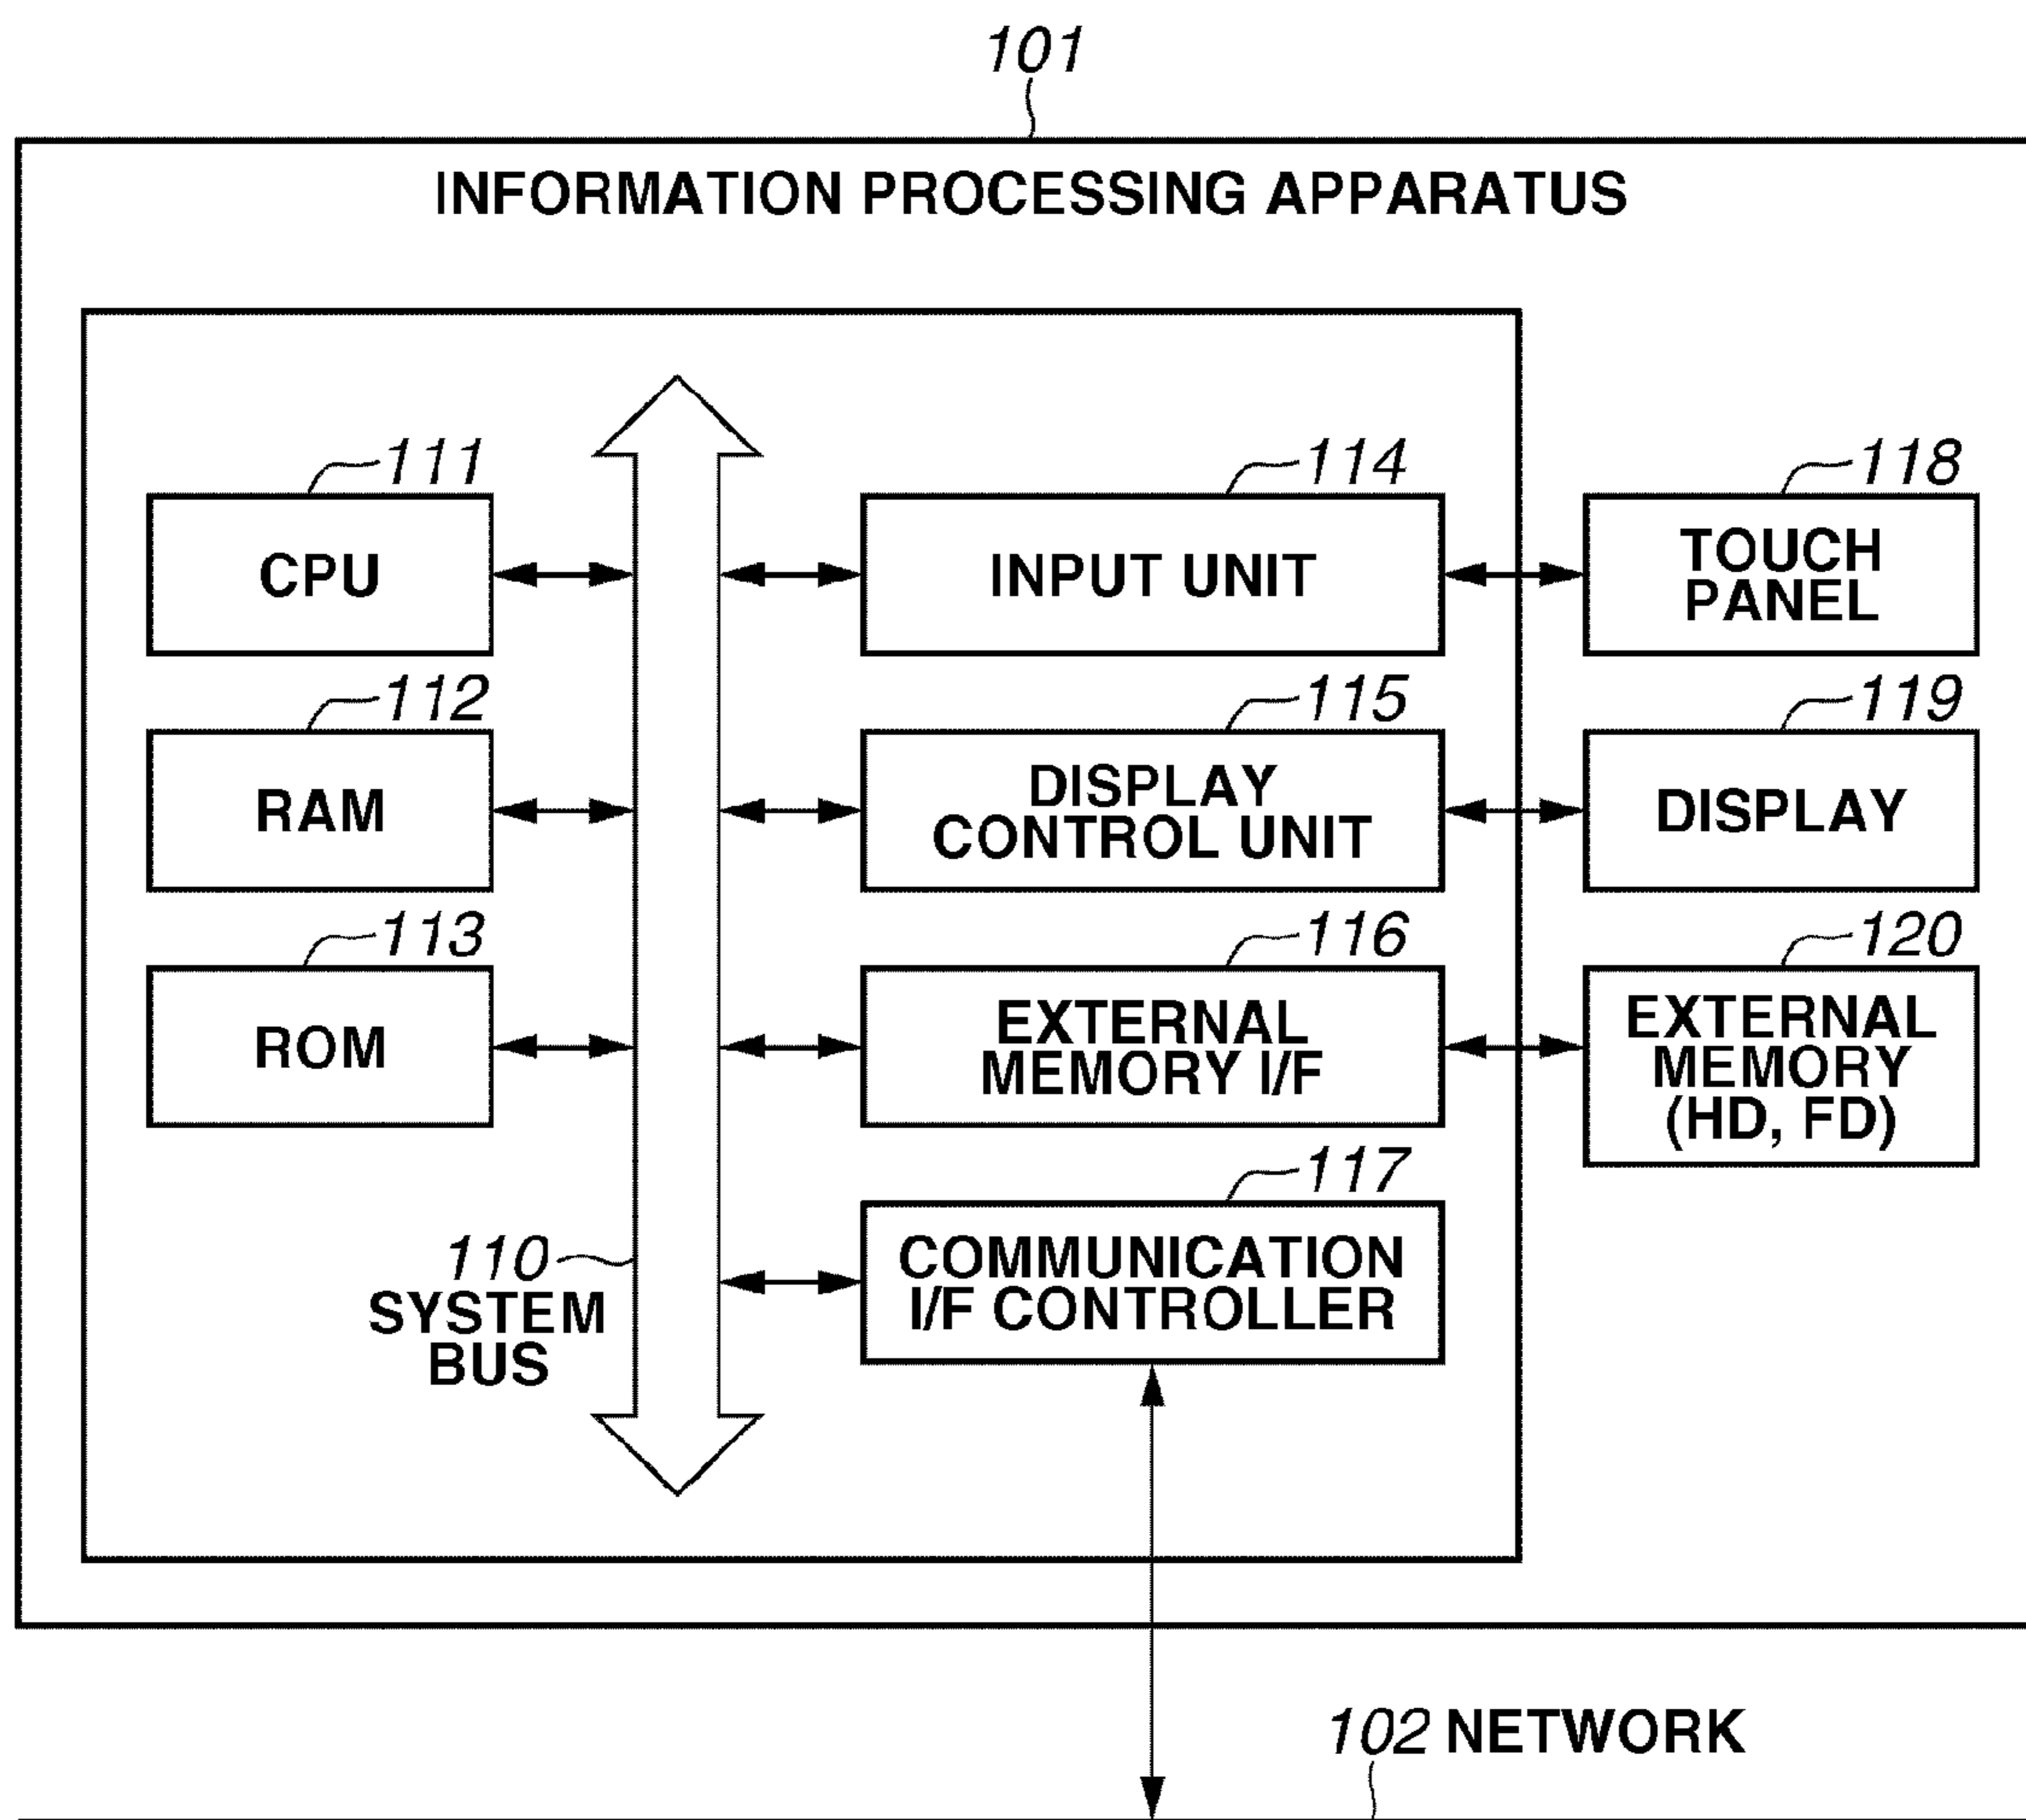 101
INFORMATION PROCESSING APPARATUS
111
CPU
114
INPUT UNIT
118
TOUCH
PANEL
112
RAM
115
DISPLAY
CONTROL UNIT
119
DISPLAY
113
ROM
116
EXTERNAL
MEMORY I/F
120
EXTERNAL
MEMORY
(HD, FD)
110
SYSTEM
BUS
117
COMMUNICATION
I/F CONTROLLER
102 NETWORK